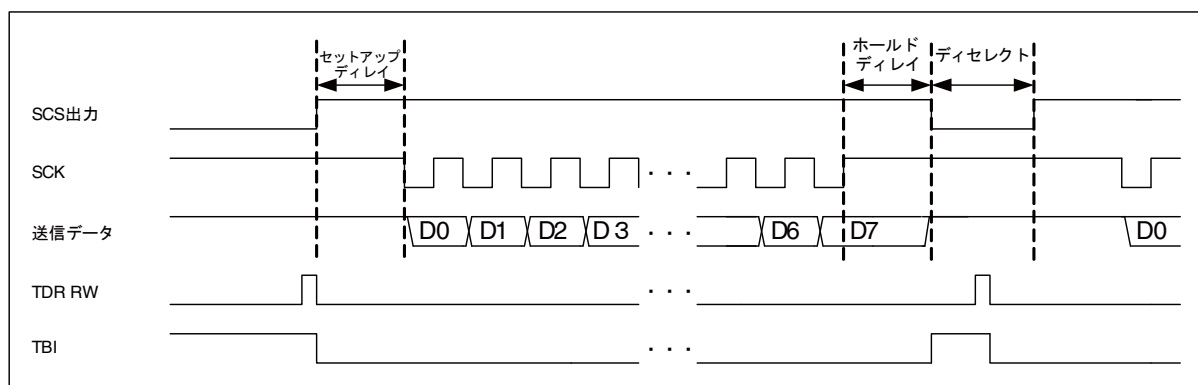 セットアップ
ディレイ
ホールド
ディレイ
ディセレクト
SCS出力
SCK
・・・
送信データ
D0 D1 D2 D3 ・・・ D6 D7 D0
TDR RW
・・・
TBI
・・・